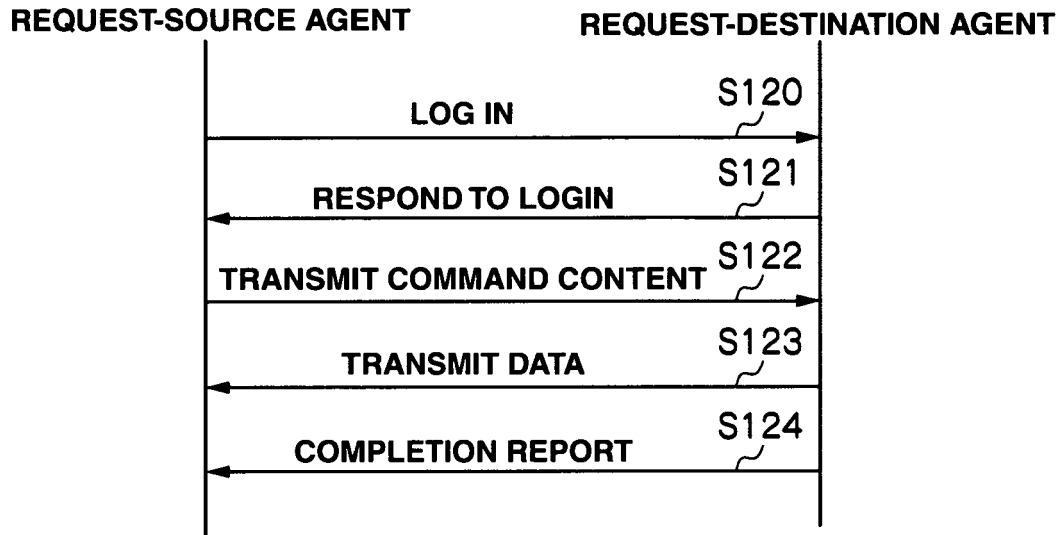 REQUEST-SOURCE AGENT
REQUEST-DESTINATION AGENT
LOG IN
S120
RESPOND TO LOGIN
S121
TRANSMIT COMMAND CONTENT
S122
TRANSMIT DATA
S123
COMPLETION REPORT
S124